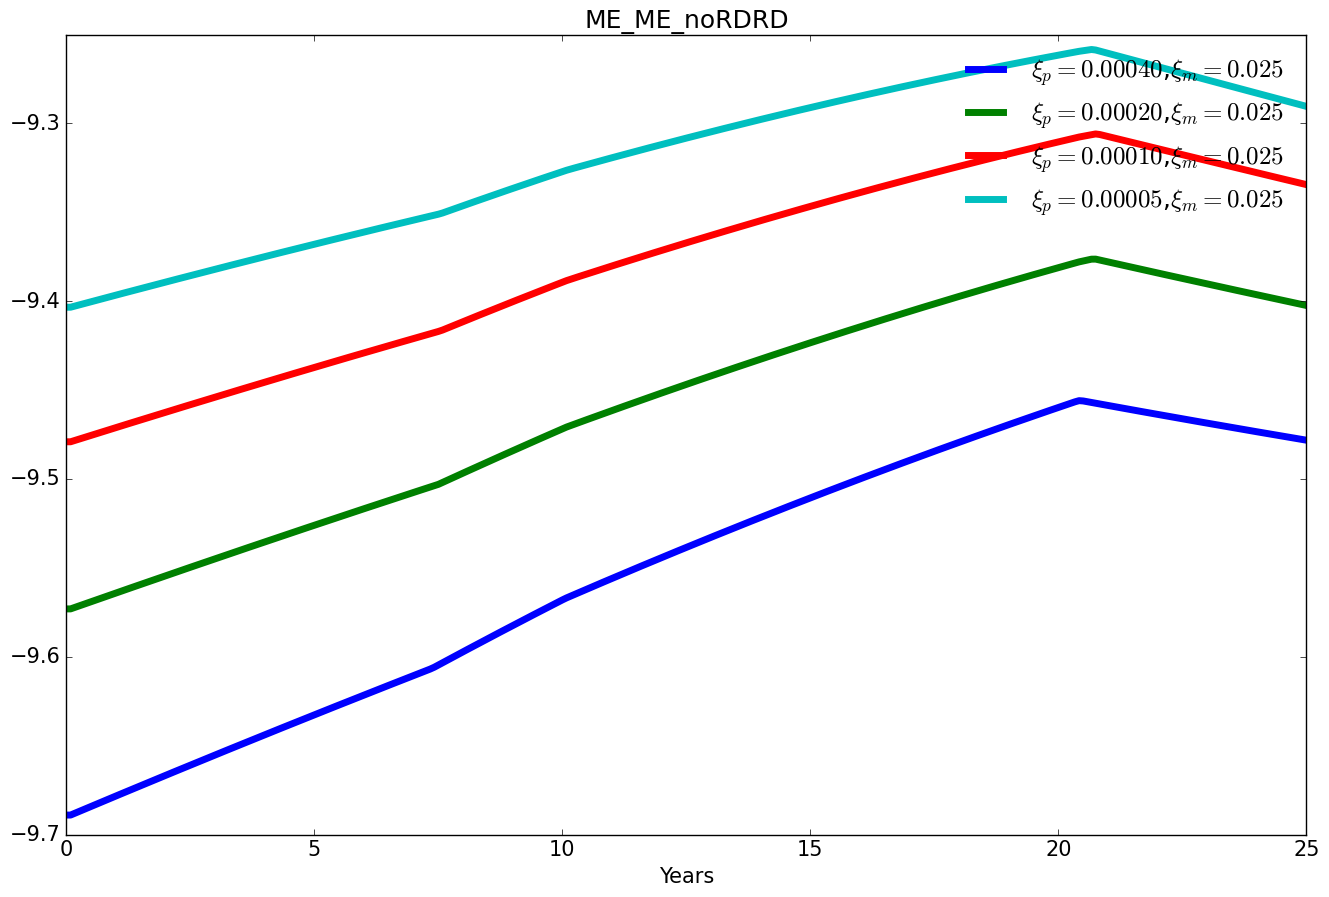 ME_ME_noRDRD
ξp = 0.00040,ξm = 0.025
ξp = 0.00020,ξm = 0.025
ξp = 0.00010,ξm = 0.025
ξp = 0.00005,ξm = 0.025
−9.3
−9.4
−9.5
−9.6
−9.7
0 5 10 15 20 25
Years